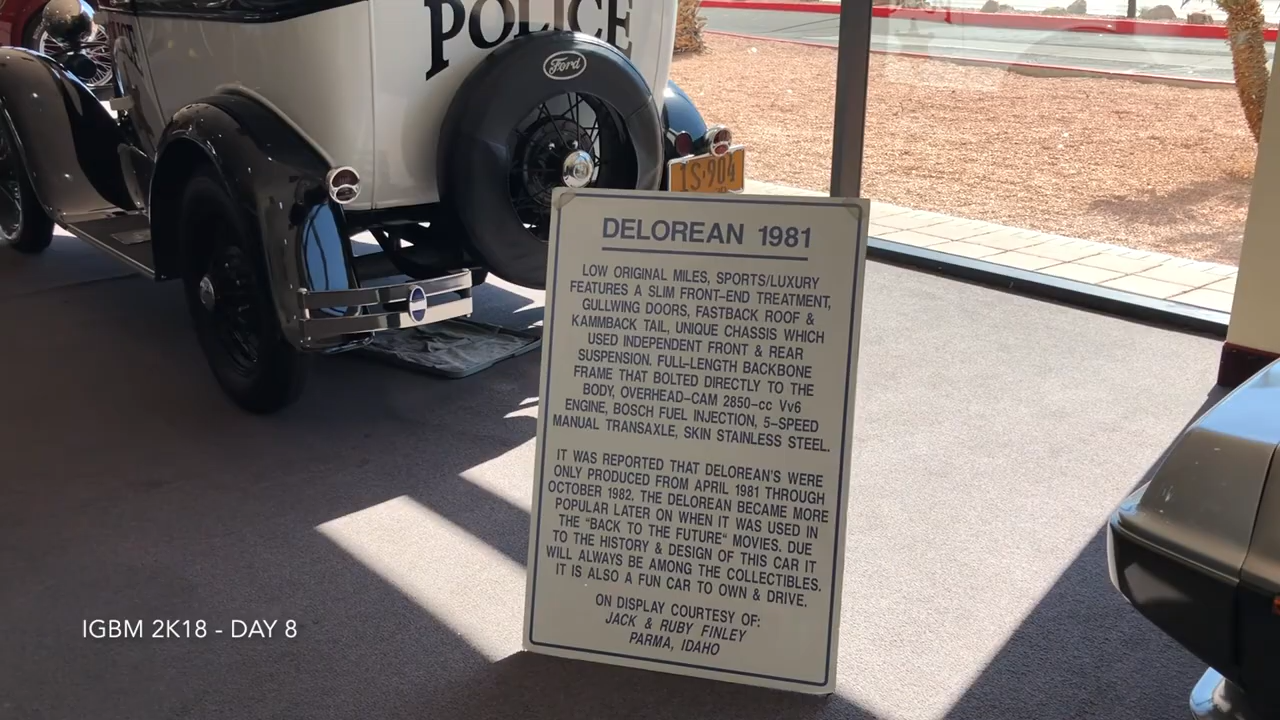 POLICE
Ford
1S·904
DELOREAN 1981
LOW ORIGINAL MILES, SPORTS/LUXURY
FEATURES A SLIM FRONT-END TREATMENT,
GULLWING DOORS, FASTBACK ROOF &
KAMMBACK TAIL, UNIQUE CHASSIS WHICH
USED INDEPENDENT FRONT & REAR
SUSPENSION. FULL-LENGTH BACKBONE
FRAME THAT BOLTED DIRECTLY TO THE
BODY, OVERHEAD-CAM 2850-cc Vv6
ENGINE, BOSCH FUEL INJECTION, 5-SPEED
MANUAL TRANSAXLE, SKIN STAINLESS STEEL.
IT WAS REPORTED THAT DELOREAN'S WERE
ONLY PRODUCED FROM APRIL 1981 THROUGH
OCTOBER 1982. THE DELOREAN BECAME MORE
POPULAR LATER ON WHEN IT WAS USED IN
THE "BACK TO THE FUTURE" MOVIES. DUE
TO THE HISTORY & DESIGN OF THIS CAR IT
WILL ALWAYS BE AMONG THE COLLECTIBLES.
IT IS ALSO A FUN CAR TO OWN & DRIVE.
ON DISPLAY COURTESY OF:
JACK & RUBY FINLEY
PARMA, IDAHO
IGBM 2K18 - DAY 8